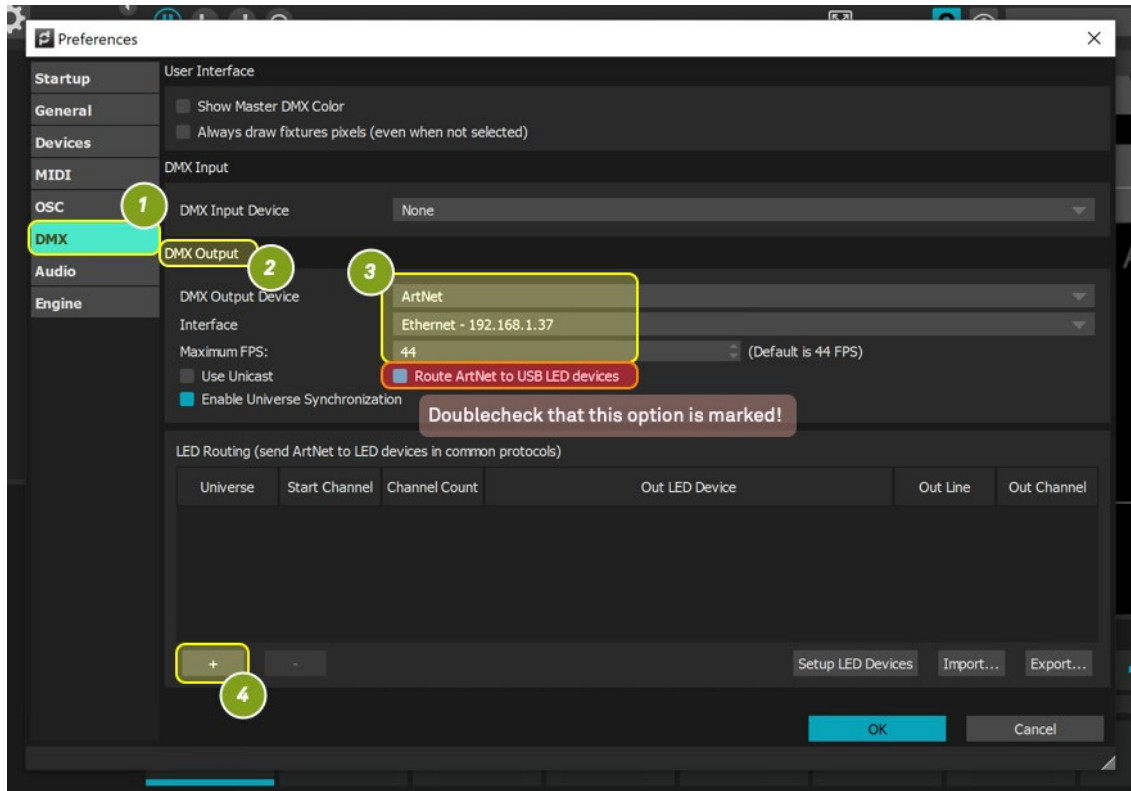 Preferences
Startup
General
Devices
MIDI
OSC
DMX
Audio
Engine
1
User Interface
Show Master DMX Color
Always draw fixtures pixels (even when not selected)
DMX Input
DMX Input Device None
DMX Output
2
3
DMX Output Device ArtNet
Interface Ethernet - 192.168.1.37
Maximum FPS: 44 (Default is 44 FPS)
Use Unicast Route ArtNet to USB LED devices
Enable Universe Synchronization
Doublecheck that this option is marked!
LED Routing (send ArtNet to LED devices in common protocols)
Universe Start Channel Channel Count Out LED Device Out Line Out Channel
+ - Setup LED Devices Import... Export...
4
OK Cancel